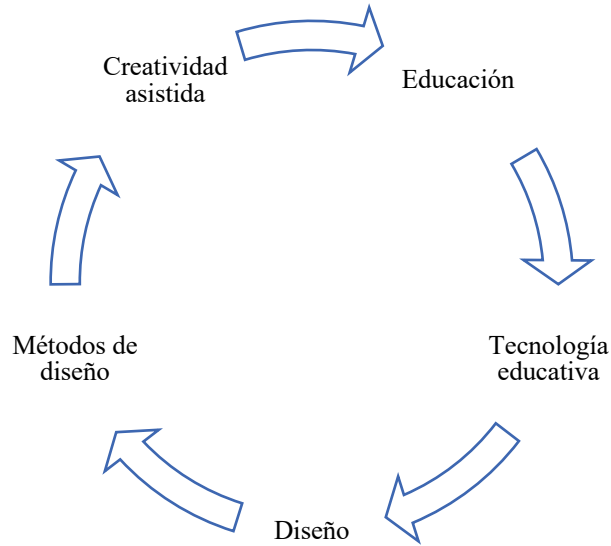 Creatividad
asistida
Educación
Tecnología
educativa
Diseño
Métodos de
diseño